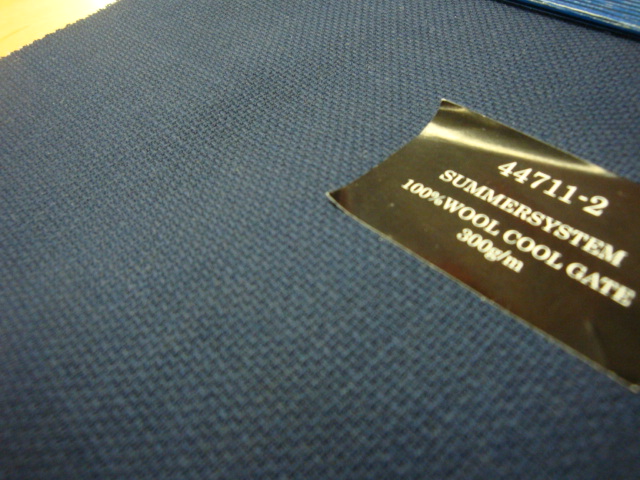 44711-2
SUMMERSYSTEM
100%WOOL COOL GATE
300g/m